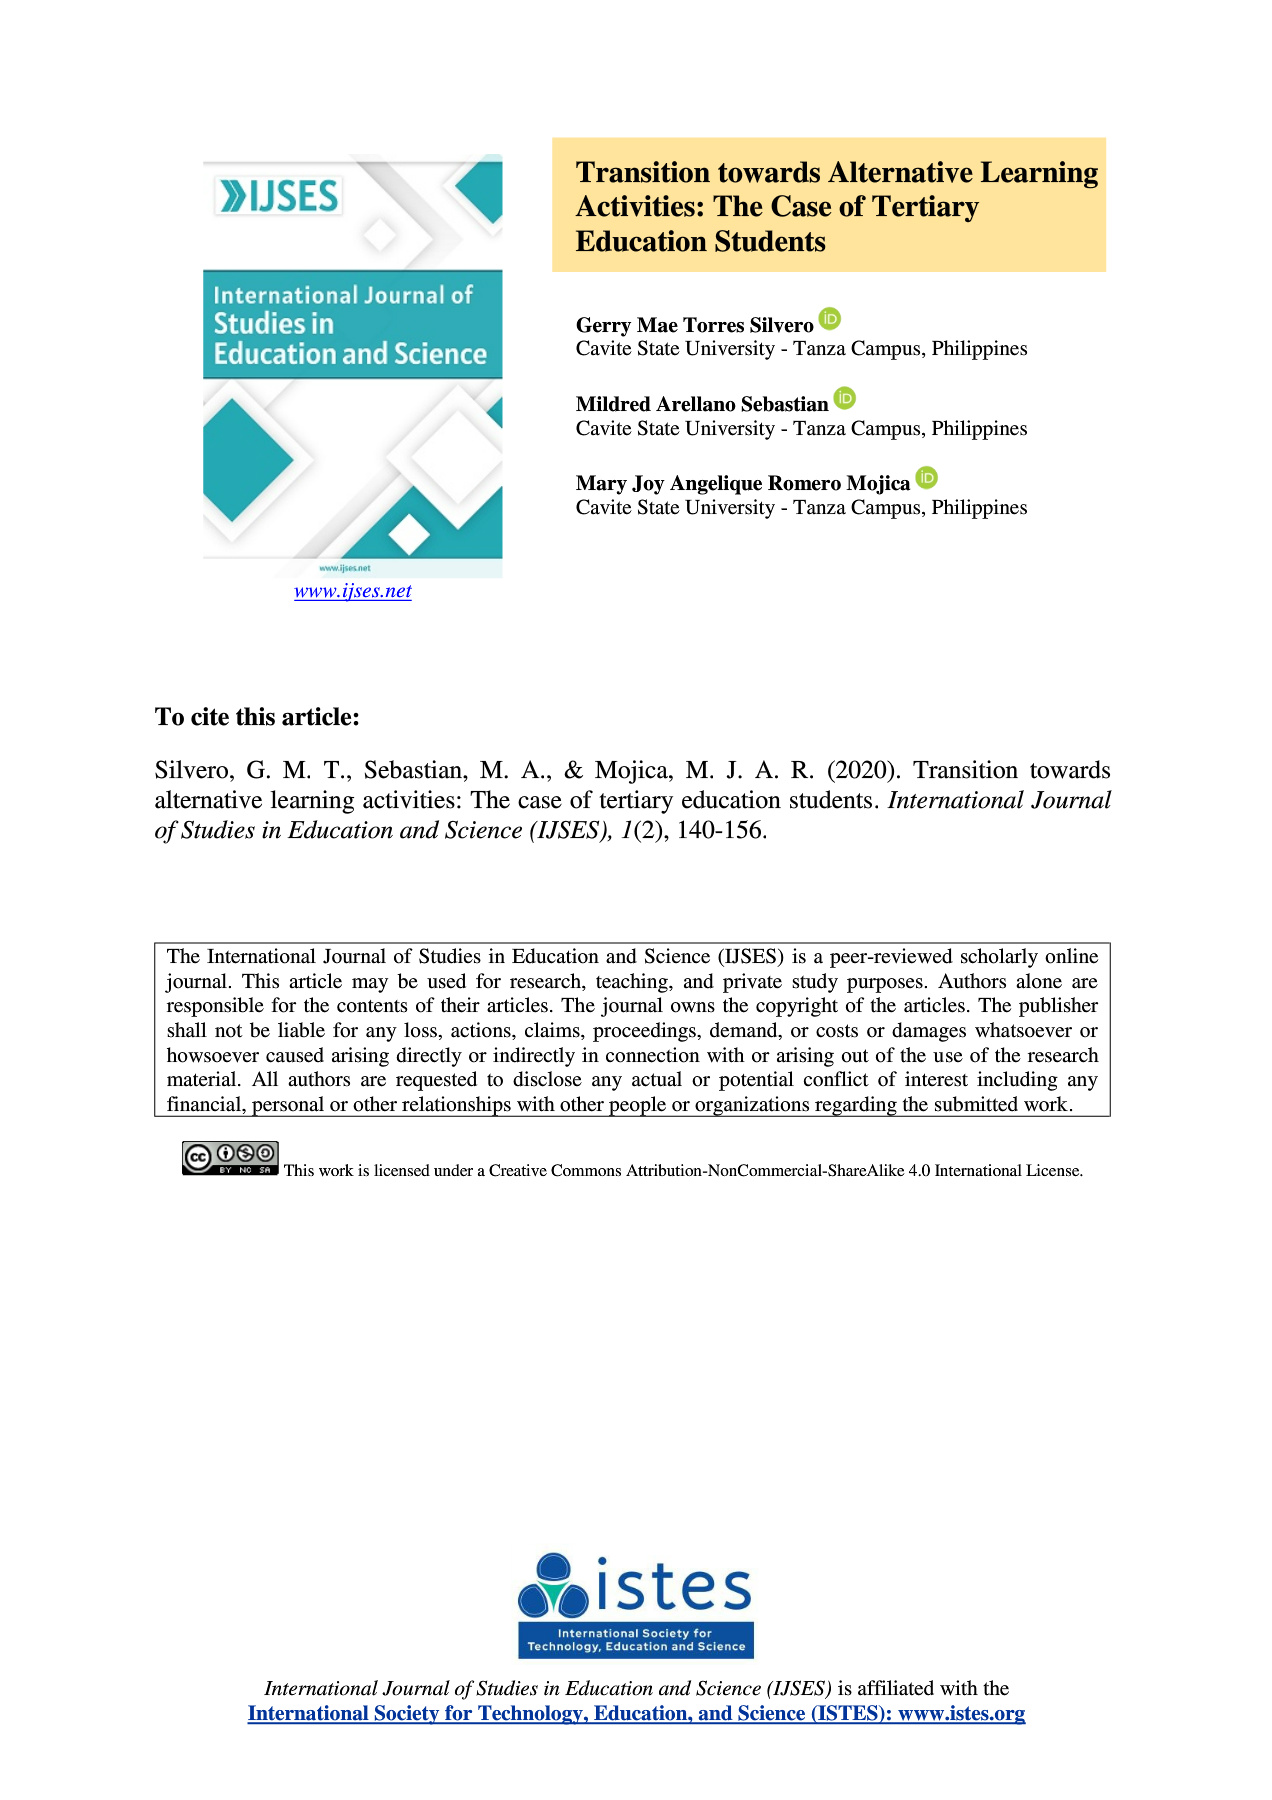 IJSES
International Journal of
Studies in
Education and Science
www.ijses.net
www.ijses.net
Transition towards Alternative Learning
Activities: The Case of Tertiary
Education Students
Gerry Mae Torres Silvero iD
Cavite State University - Tanza Campus, Philippines
Mildred Arellano Sebastian iD
Cavite State University - Tanza Campus, Philippines
Mary Joy Angelique Romero Mojica iD
Cavite State University - Tanza Campus, Philippines
To cite this article:
Silvero, G. M. T., Sebastian, M. A., & Mojica, M. J. A. R. (2020). Transition towards
alternative learning activities: The case of tertiary education students. International Journal
of Studies in Education and Science (IJSES), 1(2), 140-156.
The International Journal of Studies in Education and Science (IJSES) is a peer-reviewed scholarly online
journal. This article may be used for research, teaching, and private study purposes. Authors alone are
responsible for the contents of their articles. The journal owns the copyright of the articles. The publisher
shall not be liable for any loss, actions, claims, proceedings, demand, or costs or damages whatsoever or
howsoever caused arising directly or indirectly in connection with or arising out of the use of the research
material. All authors are requested to disclose any actual or potential conflict of interest including any
financial, personal or other relationships with other people or organizations regarding the submitted work.
cc BY NC SA This work is licensed under a Creative Commons Attribution-NonCommercial-ShareAlike 4.0 International License.
istes
International Society for
Technology, Education and Science
International Journal of Studies in Education and Science (IJSES) is affiliated with the
International Society for Technology, Education, and Science (ISTES): www.istes.org